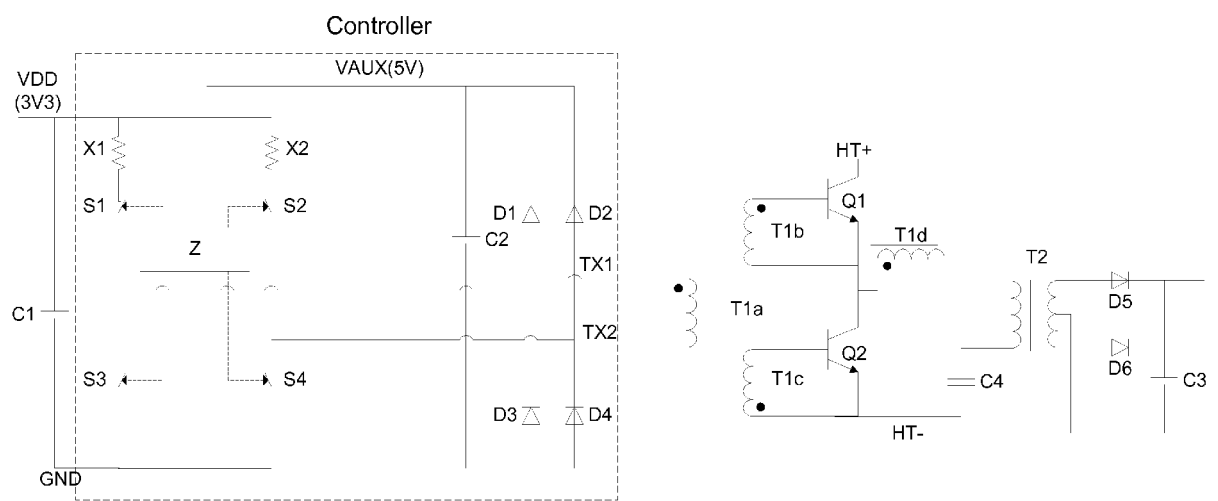 Controller
VAUX(5V)
VDD
(3V3)
X1
X2
HT+
S1
S2
D1
D2
Q1
T1b
T1d
C2
Z
TX1
T2
C1
T1a
D5
TX2
Q2
D6
S3
S4
T1c
C4
C3
D3
D4
HT-
GND